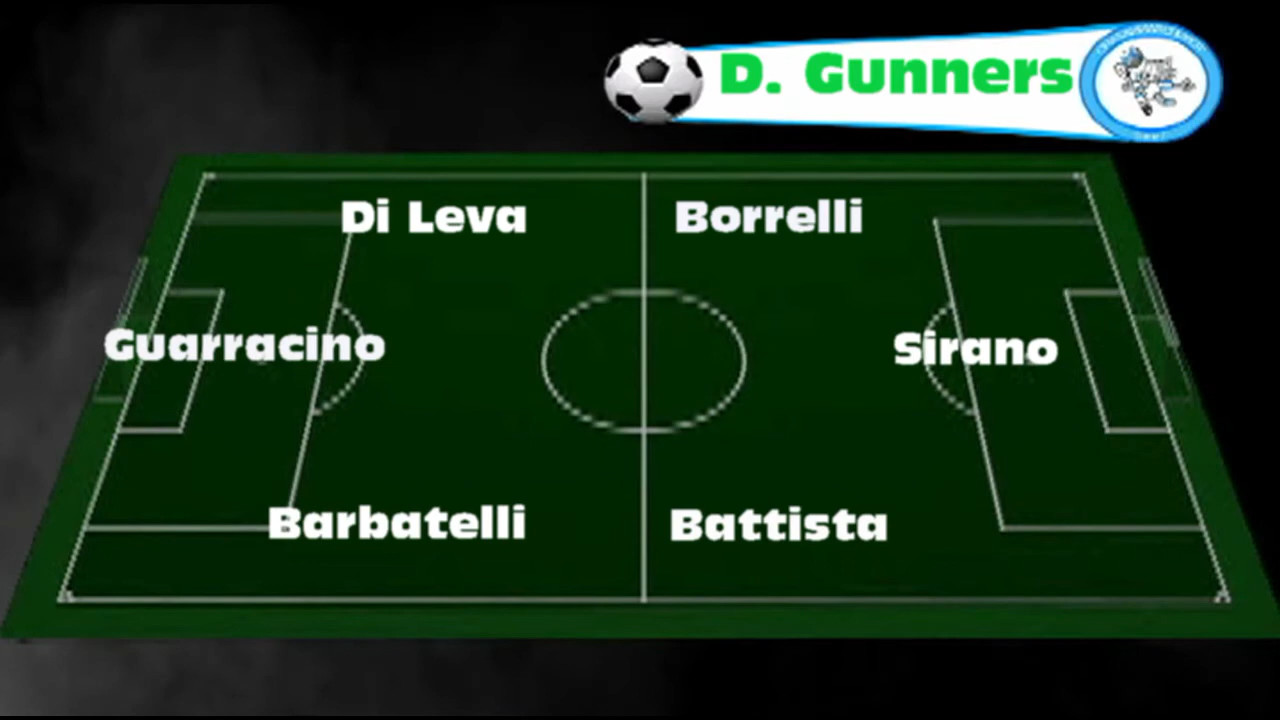 D. Gunners
Di Leva
Borrelli
Guarracino
Sirano
Barbatelli
Battista